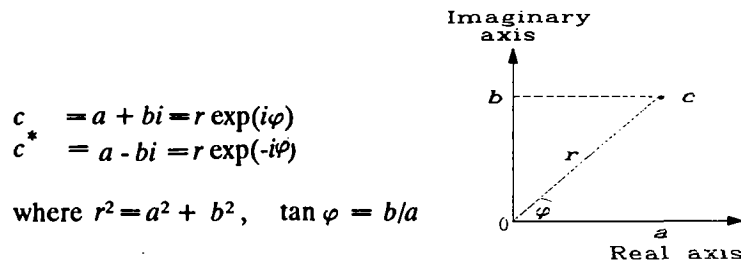 c = a + bi = r exp(iφ)
c* = a - bi = r exp(-iφ)
where r² = a² + b², tan φ = b/a
Imaginary
axis
b
c
r
φ
0
a
Real axis